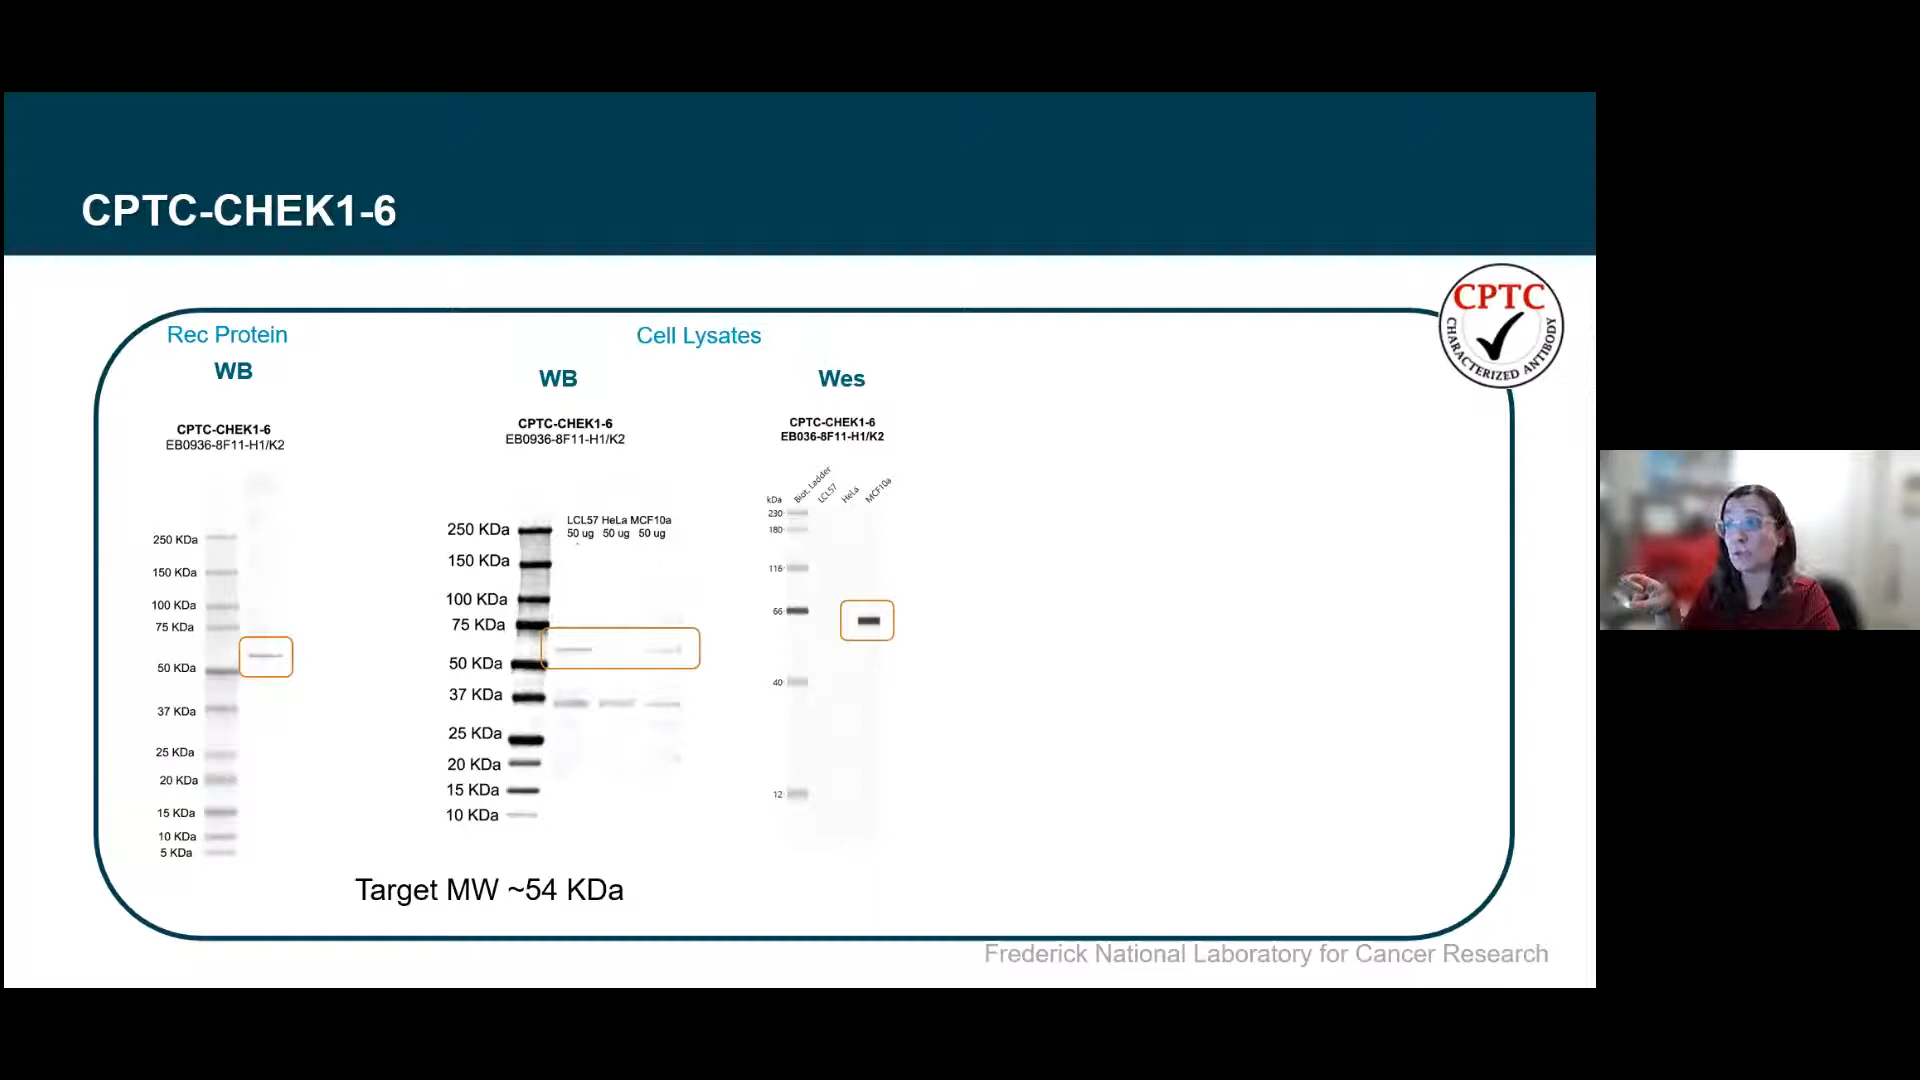 CPTC-CHEK1-6
CPTC
CHARACTERIZED ANTIBODY
Rec Protein
WB
CPTC-CHEK1-6
EB0936-8F11-H1/K2
250 KDa
150 KDa
100 KDa
75 KDa
50 KDa
37 KDa
25 KDa
20 KDa
15 KDa
10 KDa
5 KDa
Cell Lysates
WB
CPTC-CHEK1-6
EB0936-8F11-H1/K2
LCL57 HeLa MCF10a
50 ug 50 ug 50 ug
250 KDa
150 KDa
100 KDa
75 KDa
50 KDa
37 KDa
25 KDa
20 KDa
15 KDa
10 KDa
Wes
CPTC-CHEK1-6
EB036-8F11-H1/K2
kDa
Biot. Ladder
LCL57
HeLa
MCF10a
230
180
116
66
40
12
Target MW ~54 KDa
Frederick National Laboratory for Cancer Research